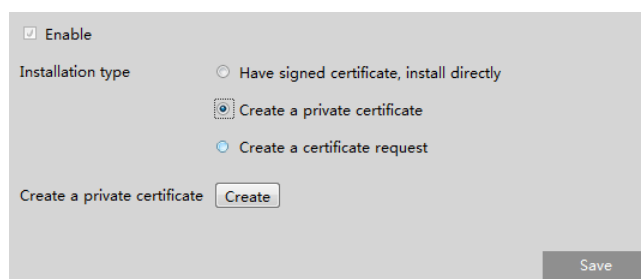 Enable
Installation type
Have signed certificate, install directly
Create a private certificate
Create a certificate request
Create a private certificate Create
Save